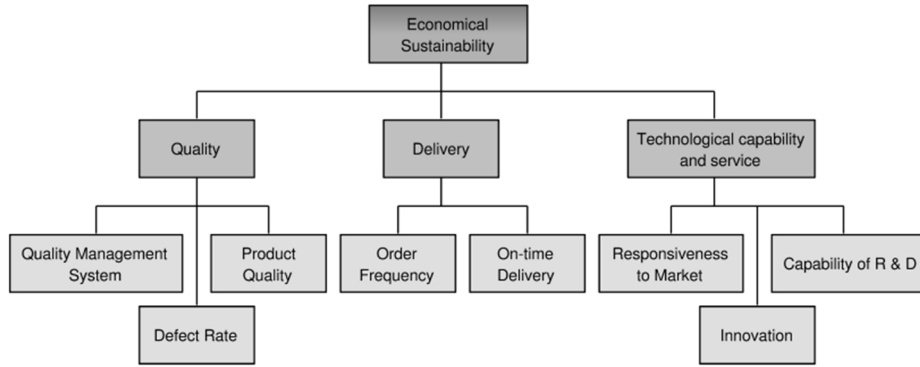 Economical
Sustainability
Quality
Delivery
Technological capability
and service
Quality Management
System
Product
Quality
Order
Frequency
On-time
Delivery
Responsiveness
to Market
Capability of R & D
Defect Rate
Innovation